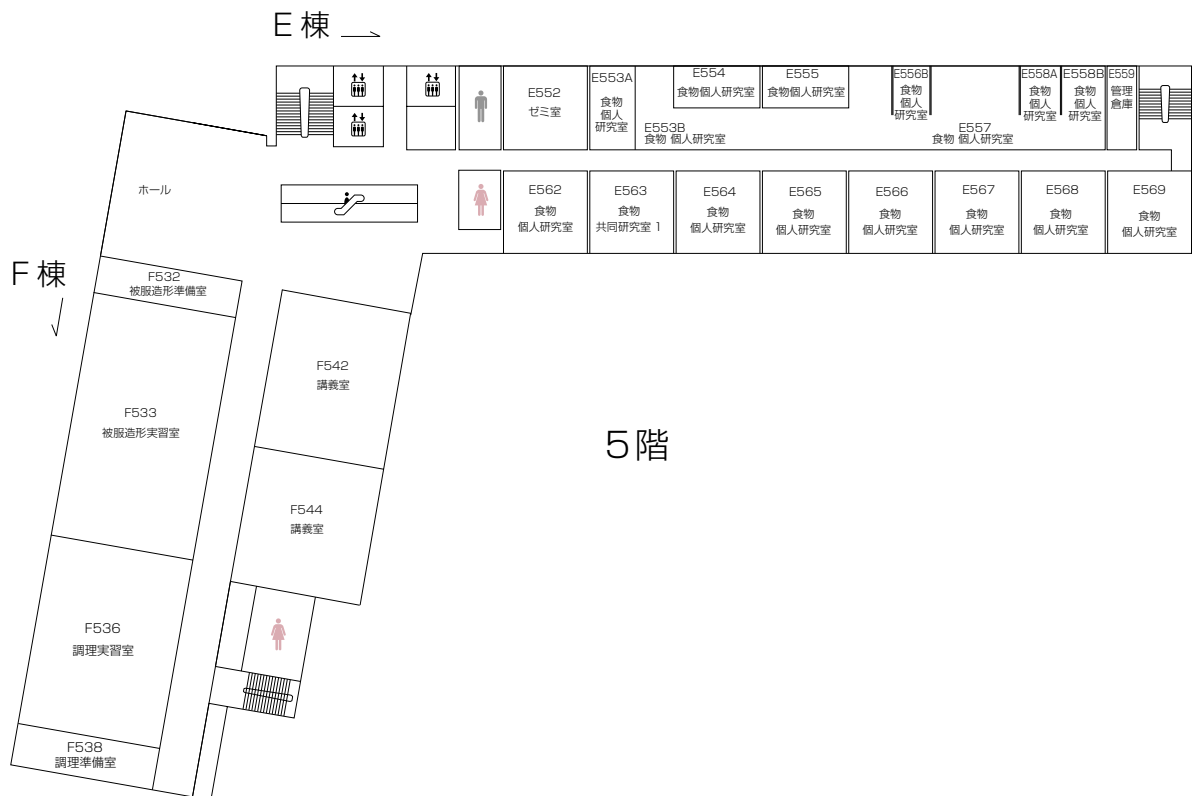 E棟
E552
ゼミ室
E553A
食物
個人
研究室
E554
食物個人研究室
E555
食物個人研究室
E556B
食物
個人
研究室
E558A
食物
個人
研究室
E558B
食物
個人
研究室
E559
管理
倉庫
E553B
食物 個人研究室
E557
食物 個人研究室
ホール
E562
食物
個人研究室
E563
食物
共同研究室 1
E564
食物
個人研究室
E565
食物
個人研究室
E566
食物
個人研究室
E567
食物
個人研究室
E568
食物
個人研究室
E569
食物
個人研究室
F棟
F532
被服造形準備室
F542
講義室
F533
被服造形実習室
5階
F544
講義室
F536
調理実習室
F538
調理準備室